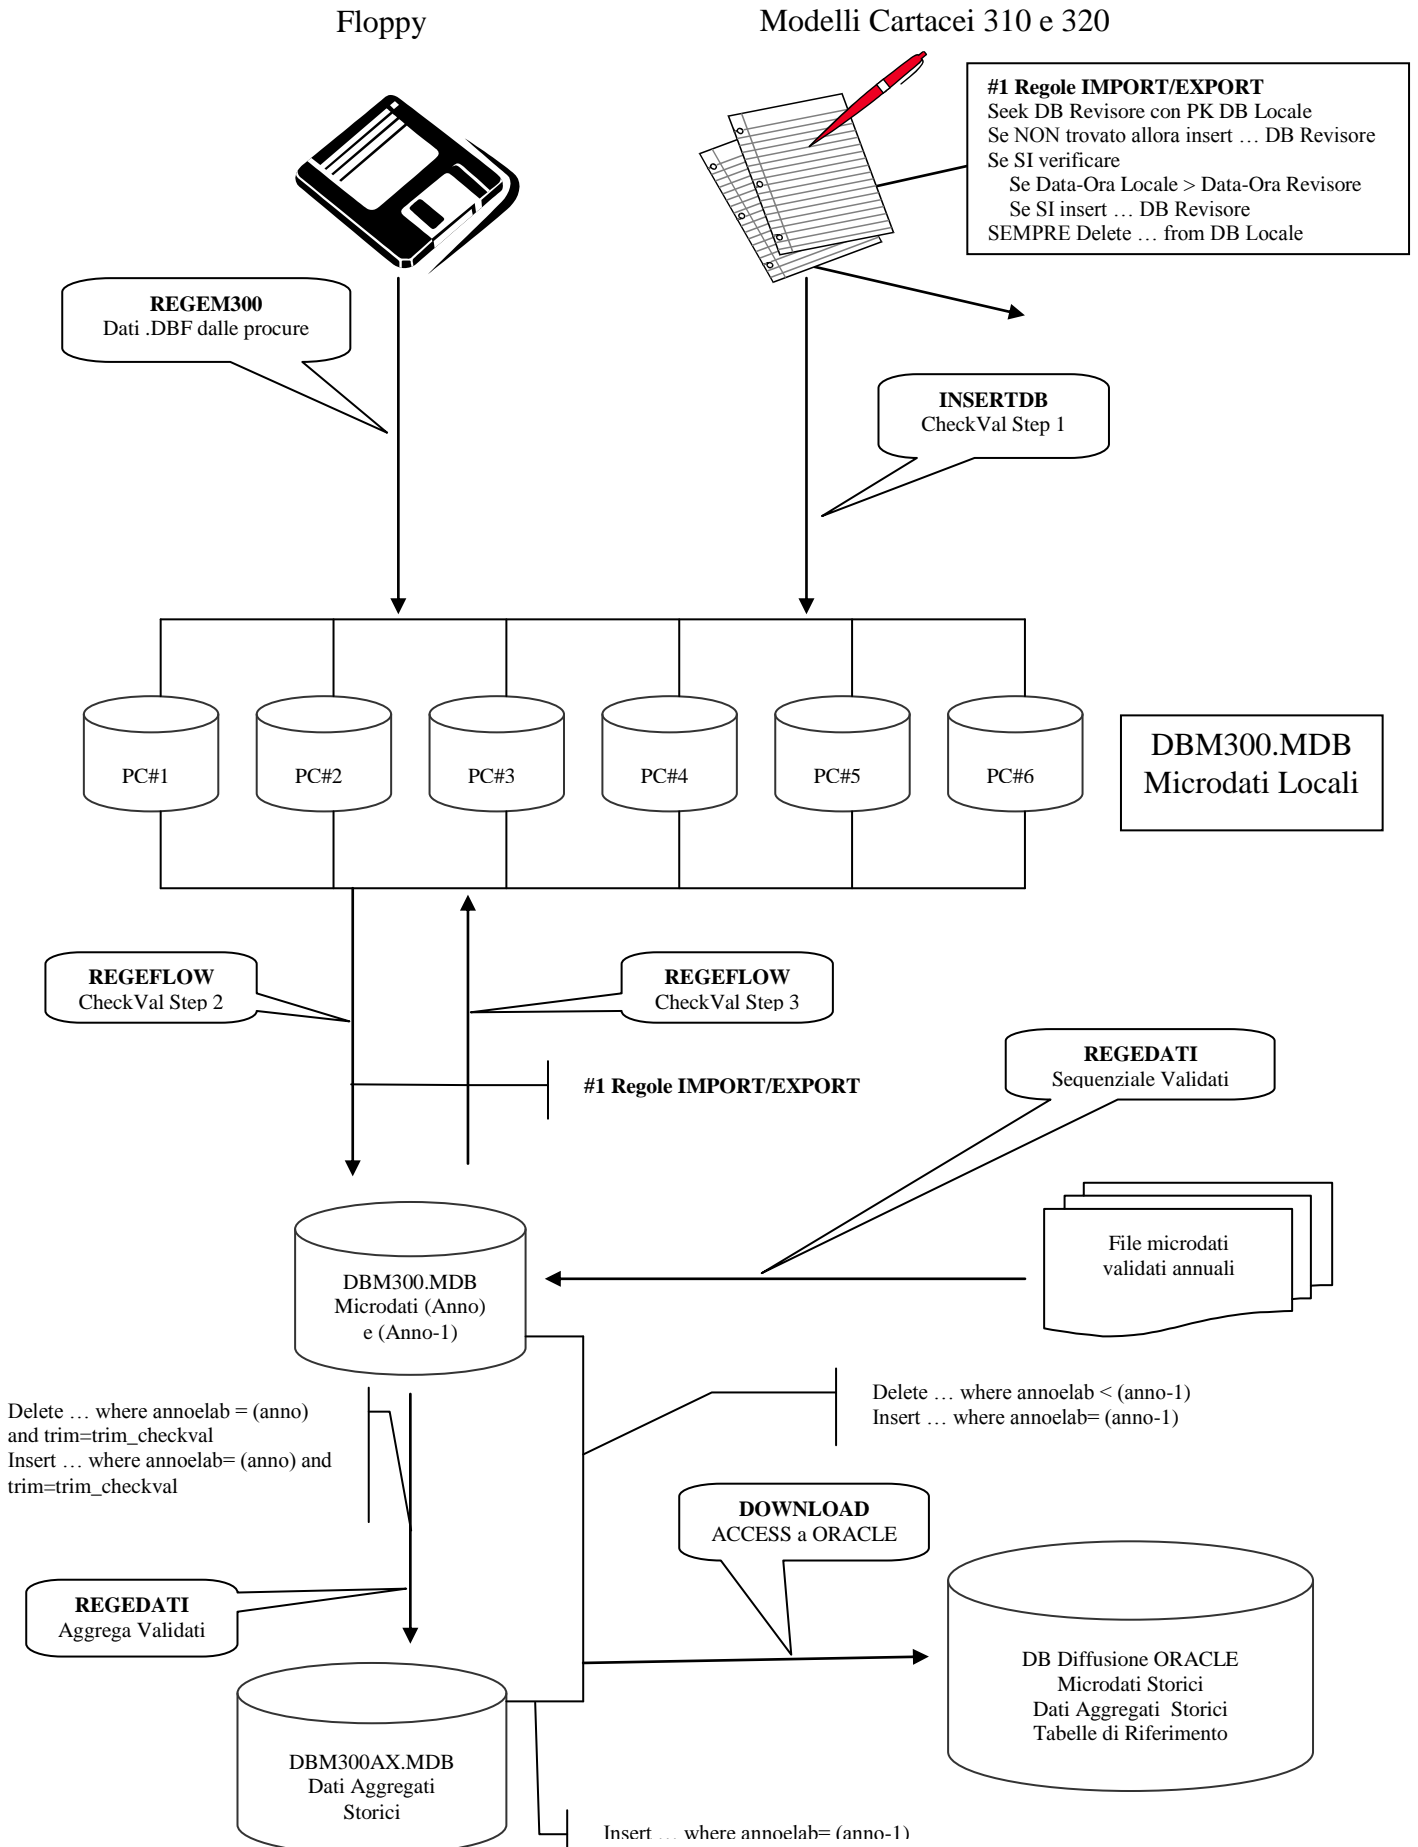 Floppy
Modelli Cartacei 310 e 320
#1 Regole IMPORT/EXPORT
Seek DB Revisore con PK DB Locale
Se NON trovato allora insert … DB Revisore
Se SI verificare
Se Data-Ora Locale > Data-Ora Revisore
Se SI insert … DB Revisore
SEMPRE Delete … from DB Locale
REGEM300
Dati .DBF dalle procure
INSERTDB
CheckVal Step 1
PC#1
PC#2
PC#3
PC#4
PC#5
PC#6
DBM300.MDB
Microdati Locali
REGEFLOW
CheckVal Step 2
REGEFLOW
CheckVal Step 3
#1 Regole IMPORT/EXPORT
REGEDATI
Sequenziale Validati
File microdati
validati annuali
DBM300.MDB
Microdati (Anno)
e (Anno-1)
Delete … where annoelab < (anno-1)
Insert … where annoelab= (anno-1)
Delete … where annoelab = (anno)
and trim=trim_checkval
Insert … where annoelab= (anno) and
trim=trim_checkval
DOWNLOAD
ACCESS a ORACLE
REGEDATI
Aggrega Validati
DB Diffusione ORACLE
Microdati Storici
Dati Aggregati  Storici
Tabelle di Riferimento
DBM300AX.MDB
Dati Aggregati
Storici
Insert … where annoelab= (anno-1)